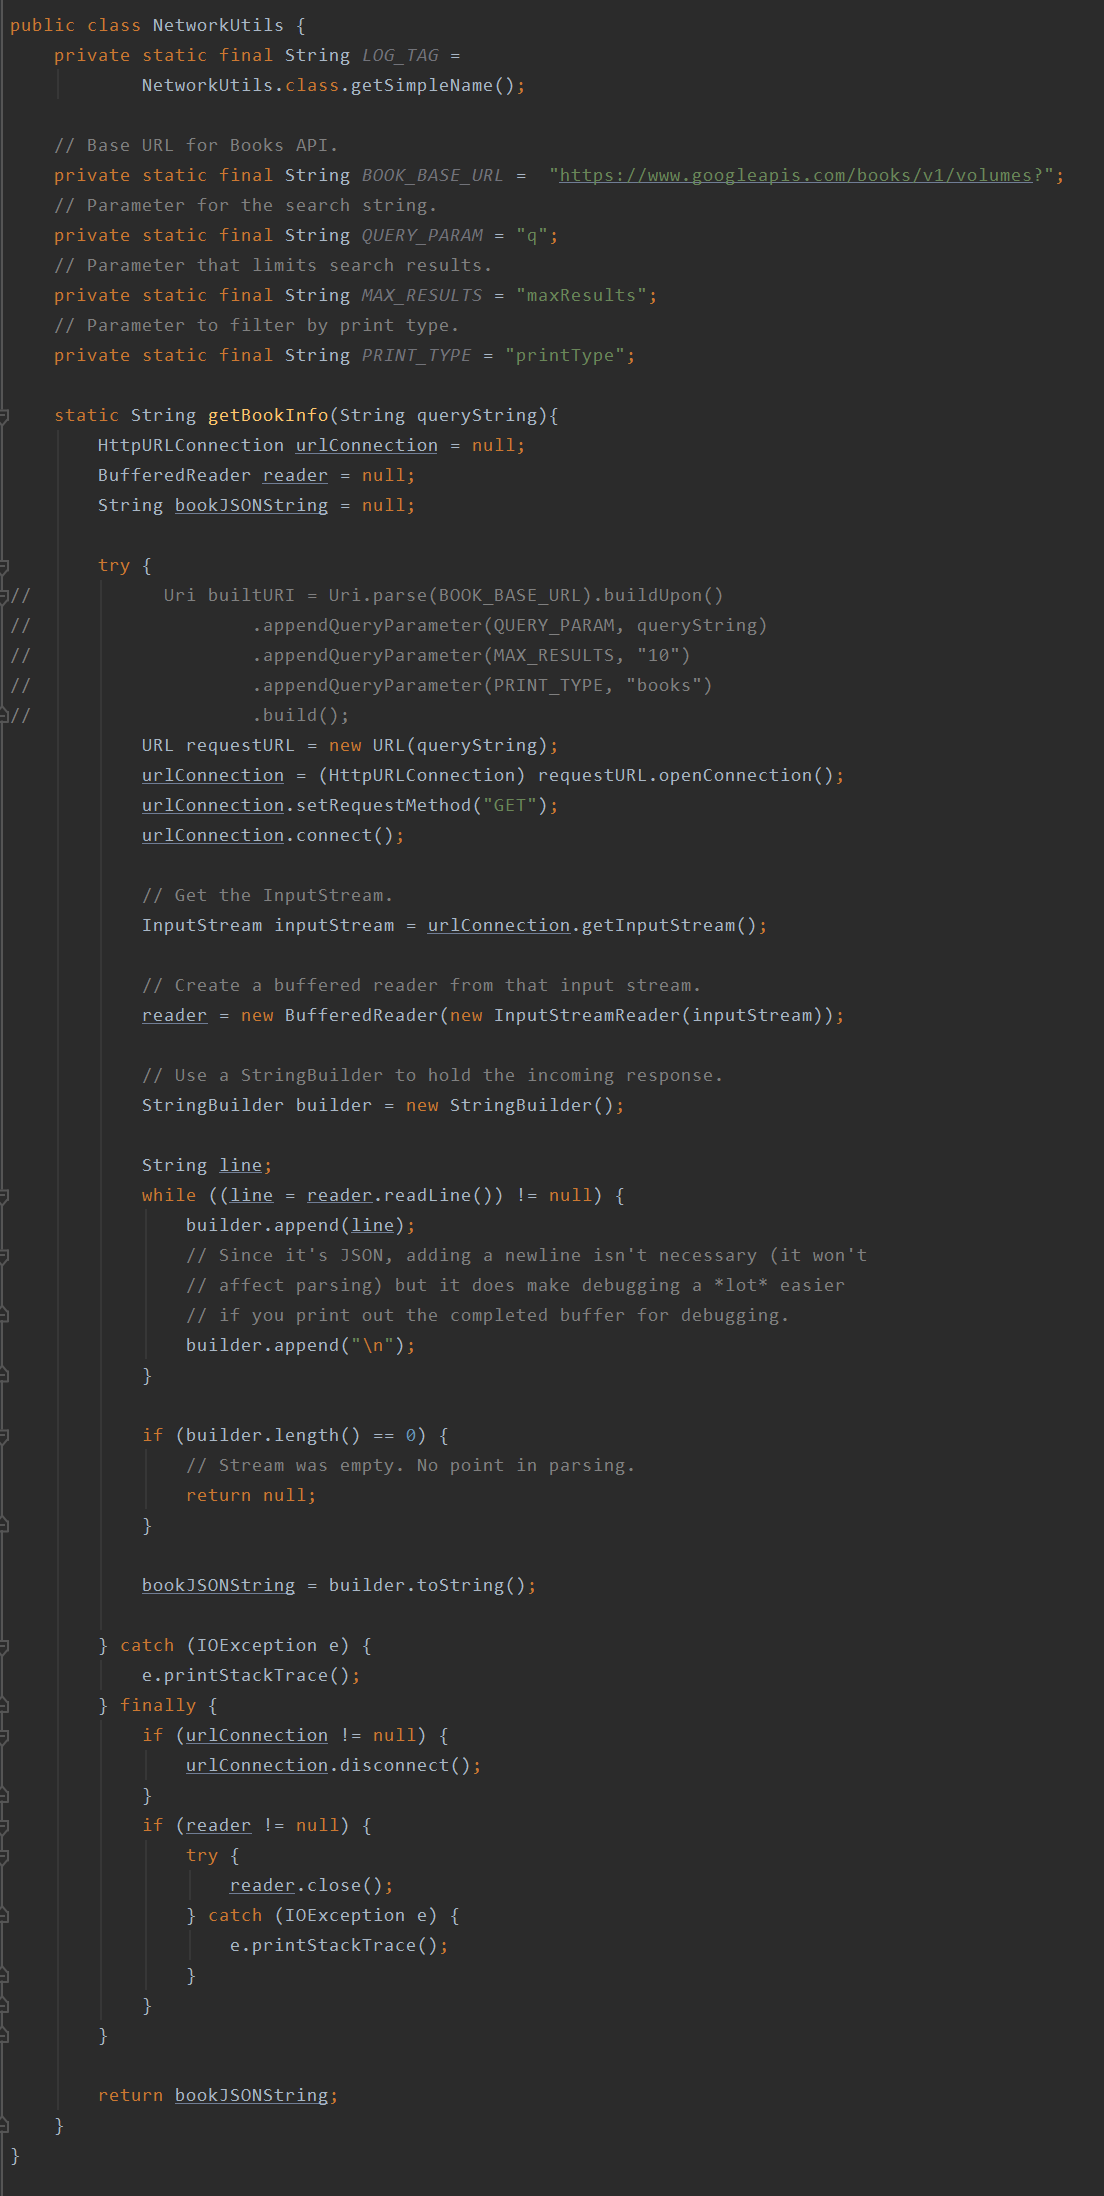 public class NetworkUtils {
    private static final String LOG_TAG =
            NetworkUtils.class.getSimpleName();

    // Base URL for Books API.
    private static final String BOOK_BASE_URL =  "https://www.googleapis.com/books/v1/volumes?";
    // Parameter for the search string.
    private static final String QUERY_PARAM = "q";
    // Parameter that limits search results.
    private static final String MAX_RESULTS = "maxResults";
    // Parameter to filter by print type.
    private static final String PRINT_TYPE = "printType";

    static String getBookInfo(String queryString){
        HttpURLConnection urlConnection = null;
        BufferedReader reader = null;
        String bookJSONString = null;

        try {
//            Uri builtURI = Uri.parse(BOOK_BASE_URL).buildUpon()
//                    .appendQueryParameter(QUERY_PARAM, queryString)
//                    .appendQueryParameter(MAX_RESULTS, "10")
//                    .appendQueryParameter(PRINT_TYPE, "books")
//                    .build();
            URL requestURL = new URL(queryString);
            urlConnection = (HttpURLConnection) requestURL.openConnection();
            urlConnection.setRequestMethod("GET");
            urlConnection.connect();

            // Get the InputStream.
            InputStream inputStream = urlConnection.getInputStream();

            // Create a buffered reader from that input stream.
            reader = new BufferedReader(new InputStreamReader(inputStream));

            // Use a StringBuilder to hold the incoming response.
            StringBuilder builder = new StringBuilder();

            String line;
            while ((line = reader.readLine()) != null) {
                builder.append(line);
                // Since it's JSON, adding a newline isn't necessary (it won't
                // affect parsing) but it does make debugging a *lot* easier
                // if you print out the completed buffer for debugging.
                builder.append("\n");
            }

            if (builder.length() == 0) {
                // Stream was empty. No point in parsing.
                return null;
            }

            bookJSONString = builder.toString();

        } catch (IOException e) {
            e.printStackTrace();
        } finally {
            if (urlConnection != null) {
                urlConnection.disconnect();
            }
            if (reader != null) {
                try {
                    reader.close();
                } catch (IOException e) {
                    e.printStackTrace();
                }
            }
        }

        return bookJSONString;
    }
}